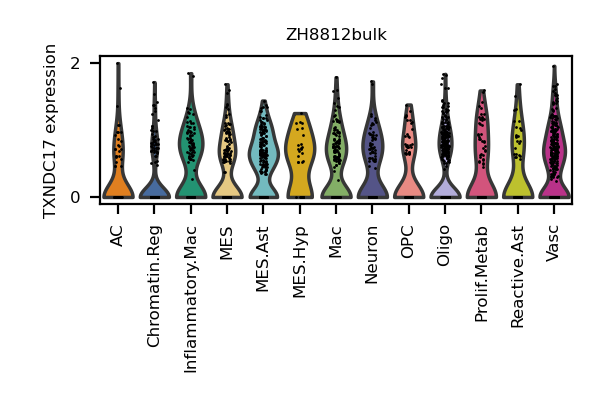 ZH8812bulk
TXNDC17 expression
2
0
AC
Chromatin.Reg
Inflammatory.Mac
MES
MES.Ast
MES.Hyp
Mac
Neuron
OPC
Oligo
Prolif.Metab
Reactive.Ast
Vasc